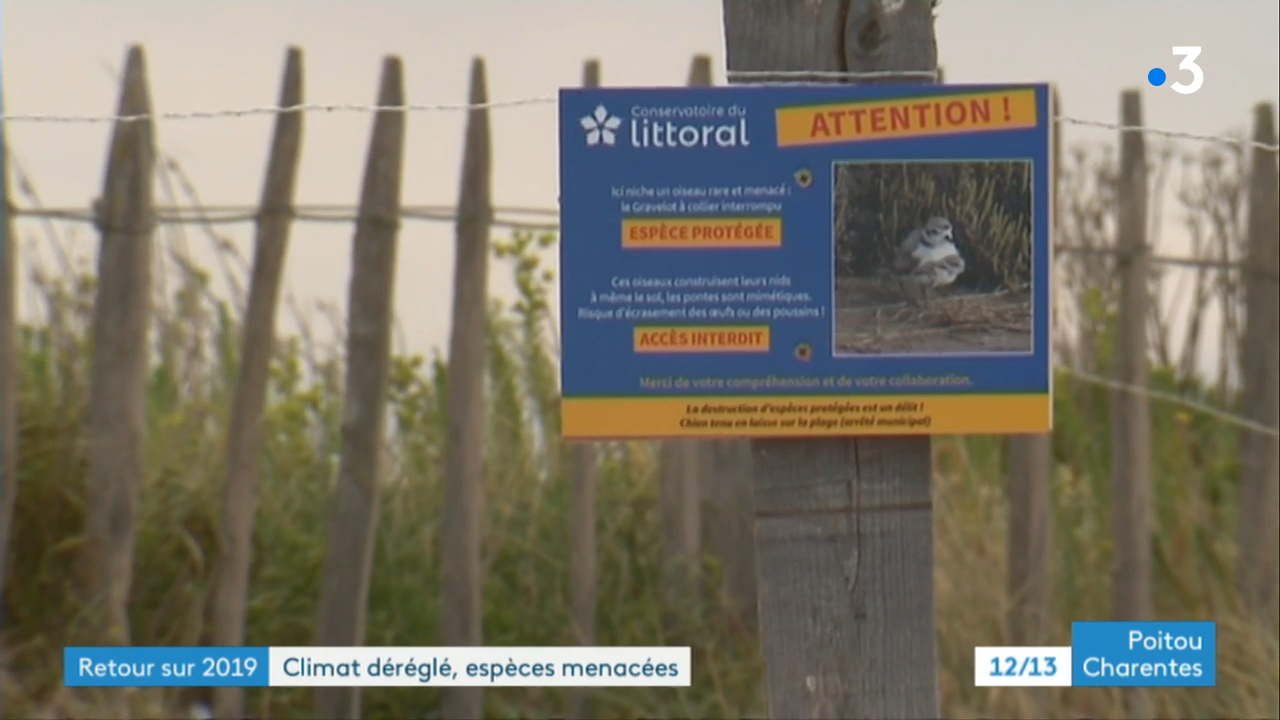 3
Conservatoire du
littoral
ATTENTION !
Ici niche un oiseau rare et menacé :
le Gravelot à collier interrompu
ESPÈCE PROTÉGÉE
Ces oiseaux construisent leurs nids
à même le sol, les pontes sont mimétiques.
Risque d'écrasement des œufs ou des poussins !
ACCÈS INTERDIT
Merci de votre compréhension et de votre collaboration.
La destruction d'espèces protégées est un délit !
Chien tenu en laisse sur la plage (arrêté municipal)
Retour sur 2019 Climat déréglé, espèces menacées
12/13
Poitou
Charentes